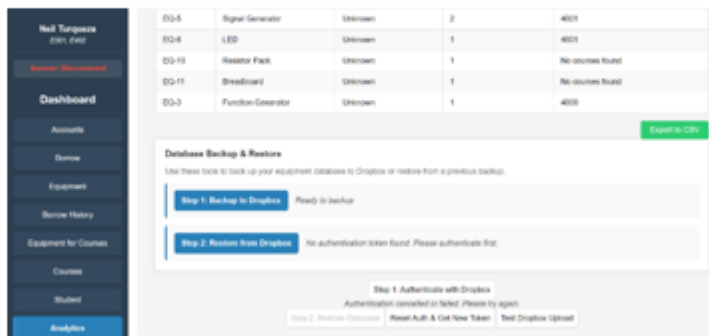 Neil Turqueza
Scanner: Disconnected
Dashboard
Accounts
Borrow
Equipment
Borrow History
Equipment for Courses
Courses
Student
Analytics
EQ-5 Signal Generator Unknown 2 4001
EQ-6 LED Unknown 1 4001
EQ-10 Resistor Pack Unknown 1 No courses found
EQ-11 Breadboard Unknown 1 No courses found
EQ-3 Function Generator Unknown 1
Export to CSV
Database Backup & Restore
Use these tools to back up your equipment database to Dropbox or restore from a previous backup.
Step 1: Backup to Dropbox Ready to backup
Step 2: Restore from Dropbox No authentication token found. Please authenticate first.
Step 1: Authenticate with Dropbox
Authentication cancelled or failed. Please try again.
Step 2: Restore Database Reset Auth & Get New Token Test Dropbox Upload